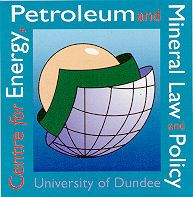 Centre for Energy,
Petroleum and
Mineral Law and Policy
University of Dundee